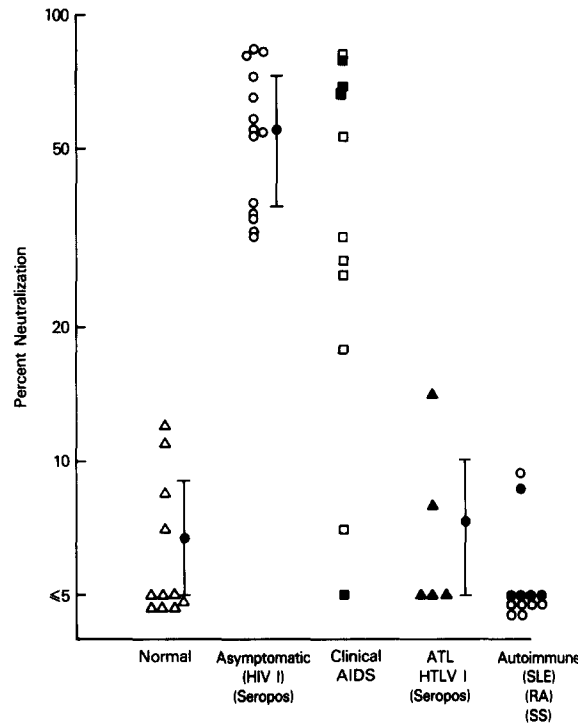 100
50
20
10
≤5
Percent Neutralization
Normal
Asymptomatic
(HIV I)
(Seropos)
Clinical
AIDS
ATL
HTLV I
(Seropos)
Autoimmune
(SLE)
(RA)
(SS)